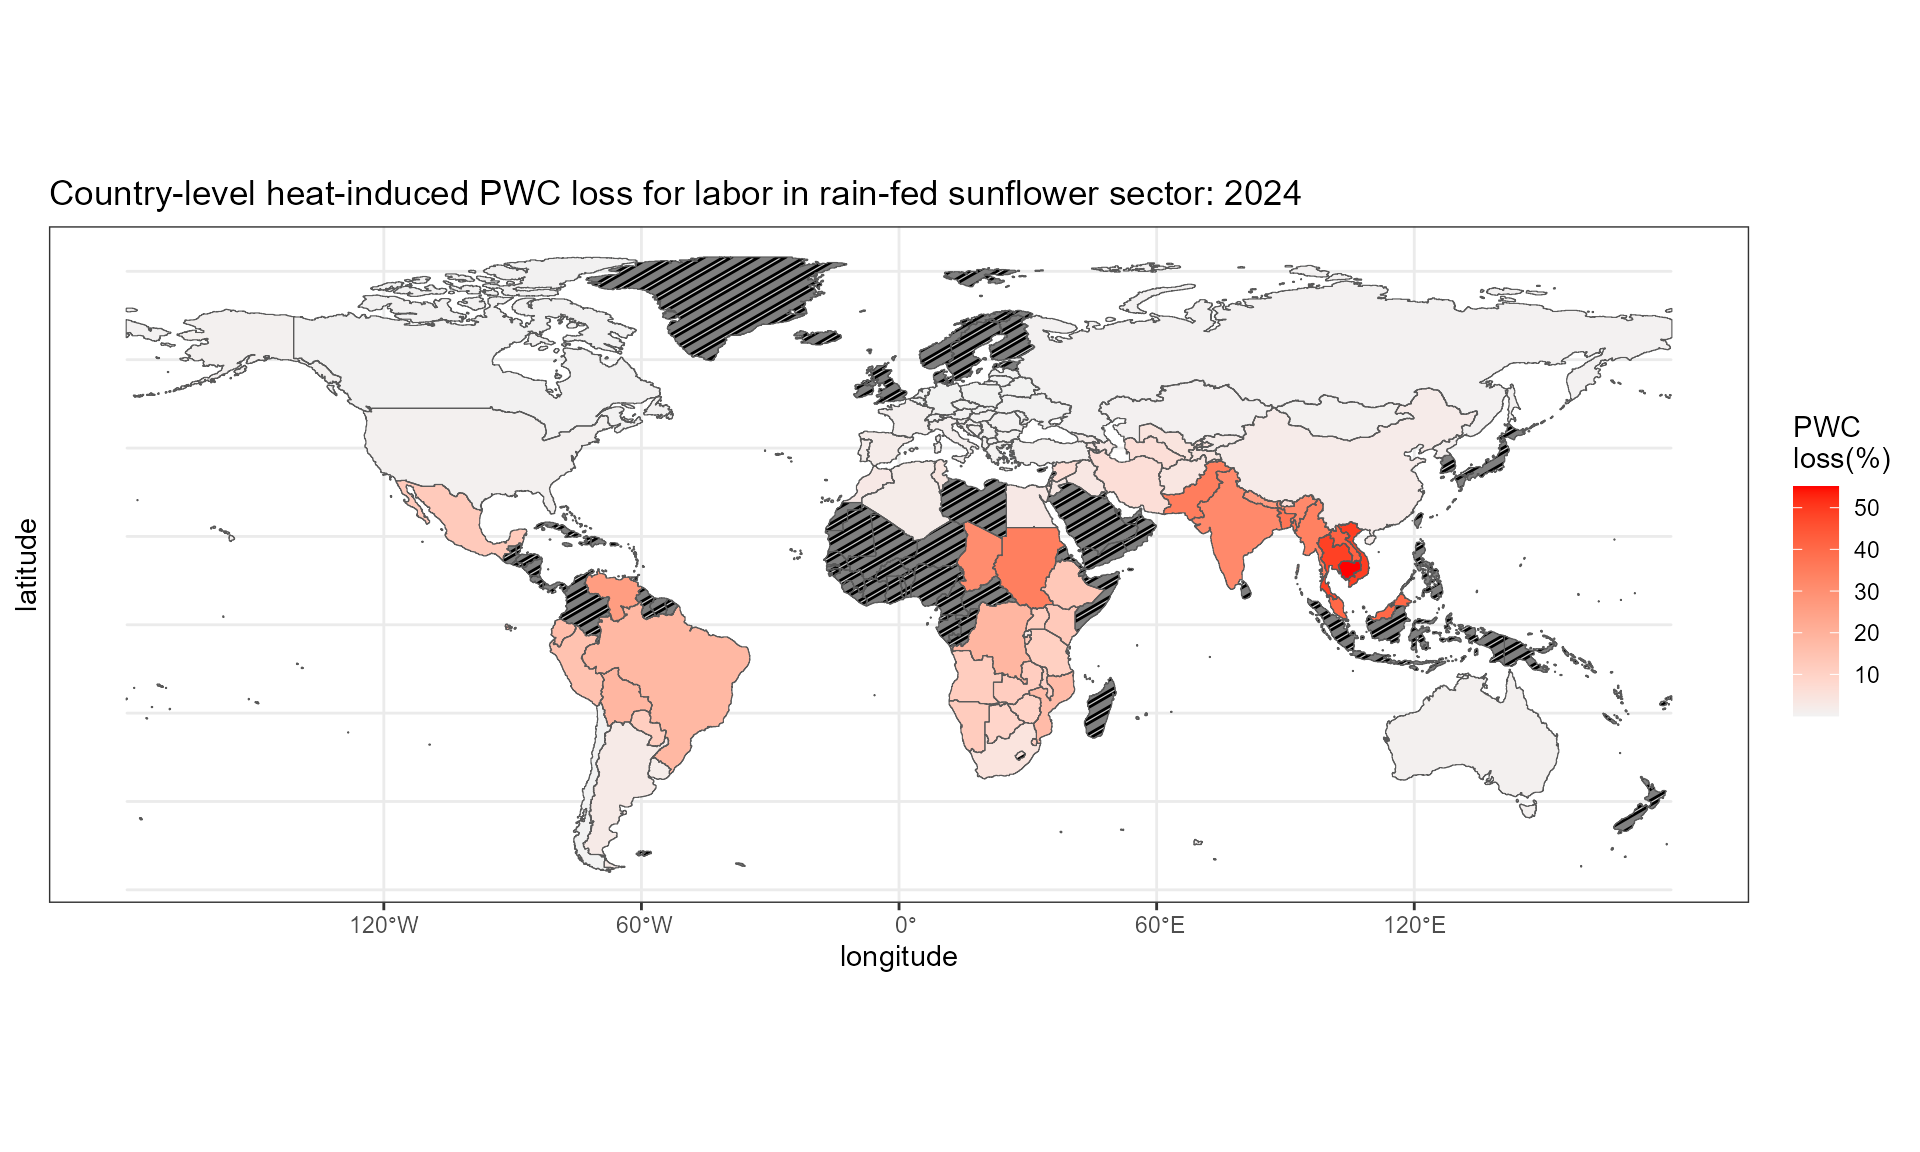 Country-level heat-induced PWC loss for labor in rain-fed sunflower sector: 2024
latitude
120°W
60°W
0°
60°E
120°E
longitude
PWC
loss(%)
50
40
30
20
10